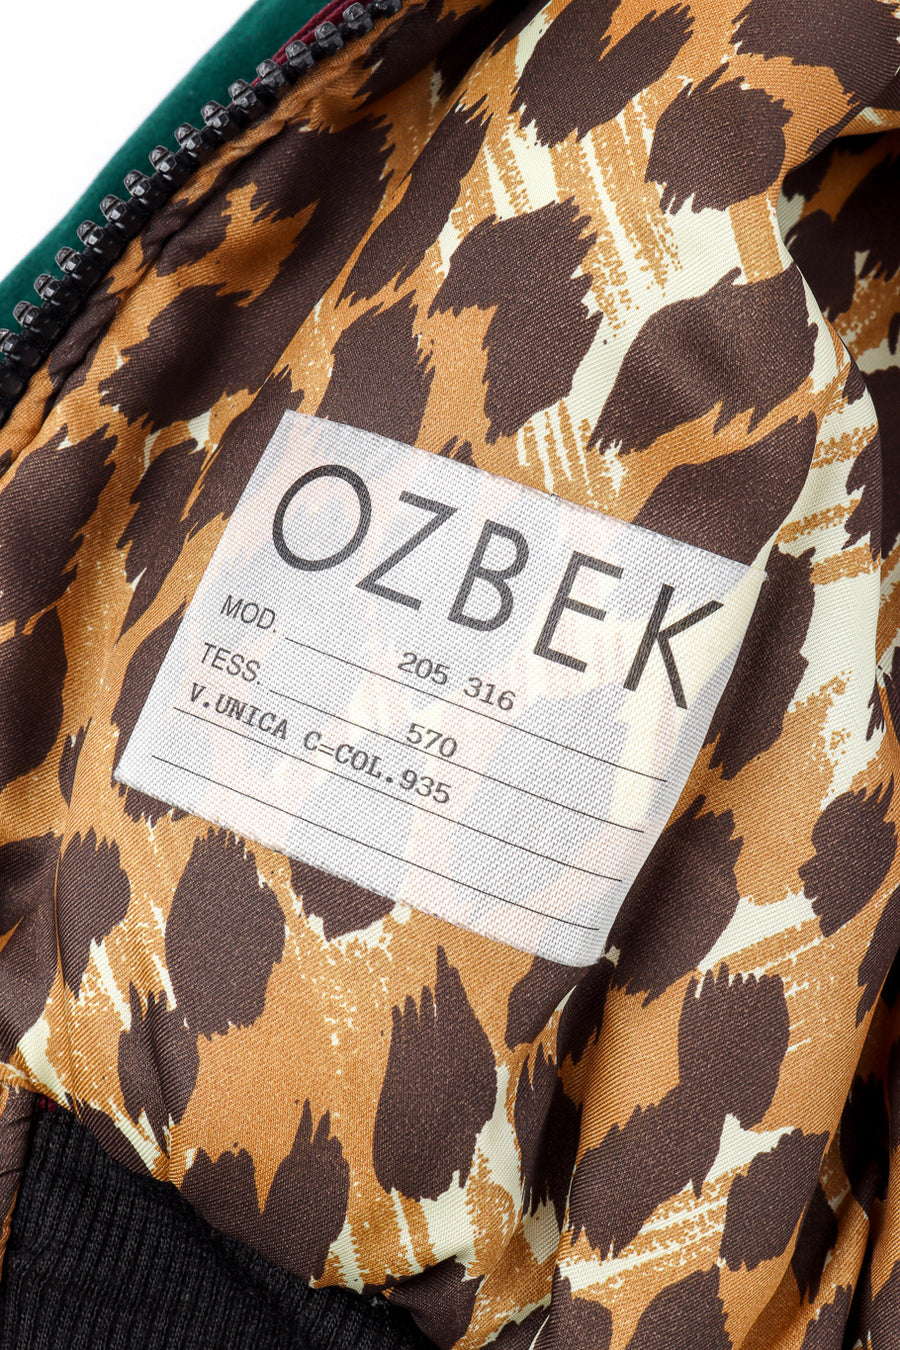 OZBEK
MOD. 205 316
TESS. 570
V.UNICA C=COL.935